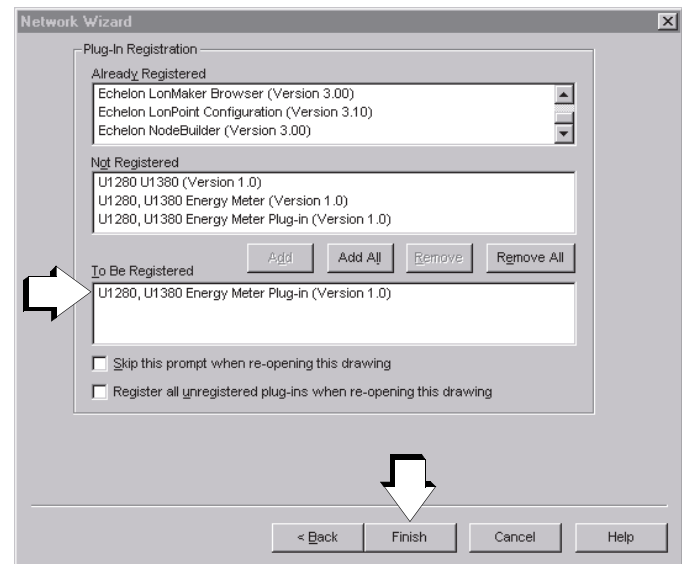 Network Wizard
Plug-In Registration
Already Registered
Echelon LonMaker Browser (Version 3.00)
Echelon LonPoint Configuration (Version 3.10)
Echelon NodeBuilder (Version 3.00)
Not Registered
U1280 U1380 (Version 1.0)
U1280, U1380 Energy Meter (Version 1.0)
U1280, U1380 Energy Meter Plug-in (Version 1.0)
Add Add All Remove Remove All
To Be Registered
U1280, U1380 Energy Meter Plug-in (Version 1.0)
Skip this prompt when re-opening this drawing
Register all unregistered plug-ins when re-opening this drawing
< Back Finish Cancel Help